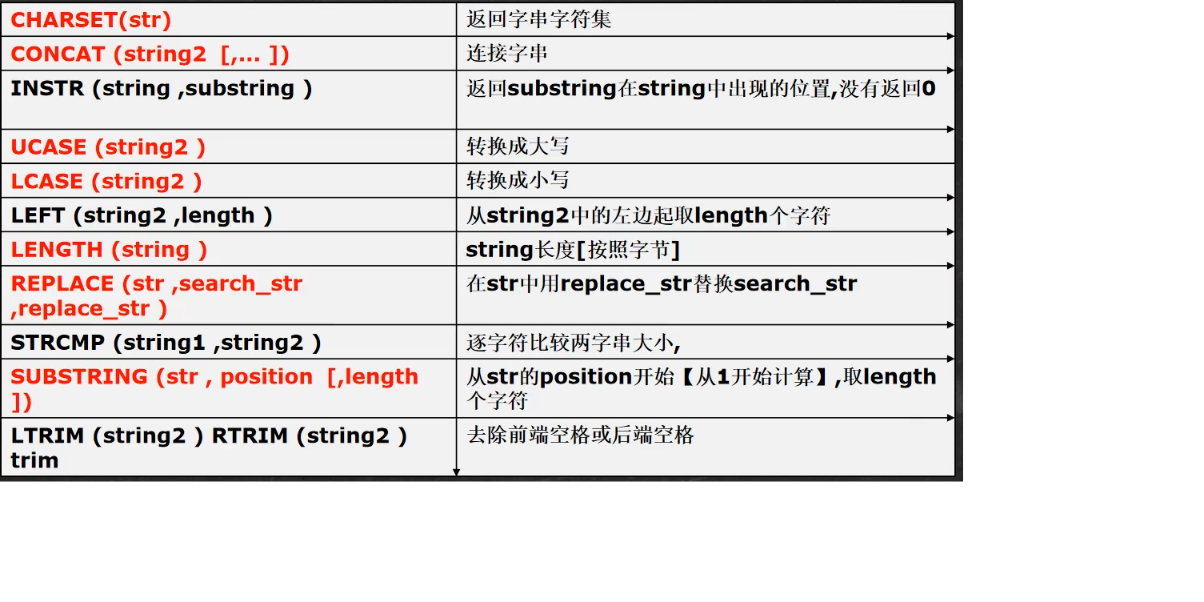 CHARSET(str)
返回字串字符集
CONCAT (string2  [,... ])
连接字串
INSTR (string ,substring )
返回substring在string中出现的位置,没有返回0
UCASE (string2 )
转换成大写
LCASE (string2 )
转换成小写
LEFT (string2 ,length )
从string2中的左边起取length个字符
LENGTH (string )
string长度[按照字节]
REPLACE (str ,search_str
,replace_str )
在str中用replace_str替换search_str
STRCMP (string1 ,string2 )
逐字符比较两字串大小,
SUBSTRING (str , position  [,length
])
从str的position开始【从1开始计算】,取length
个字符
LTRIM (string2 ) RTRIM (string2 )
trim
去除前端空格或后端空格